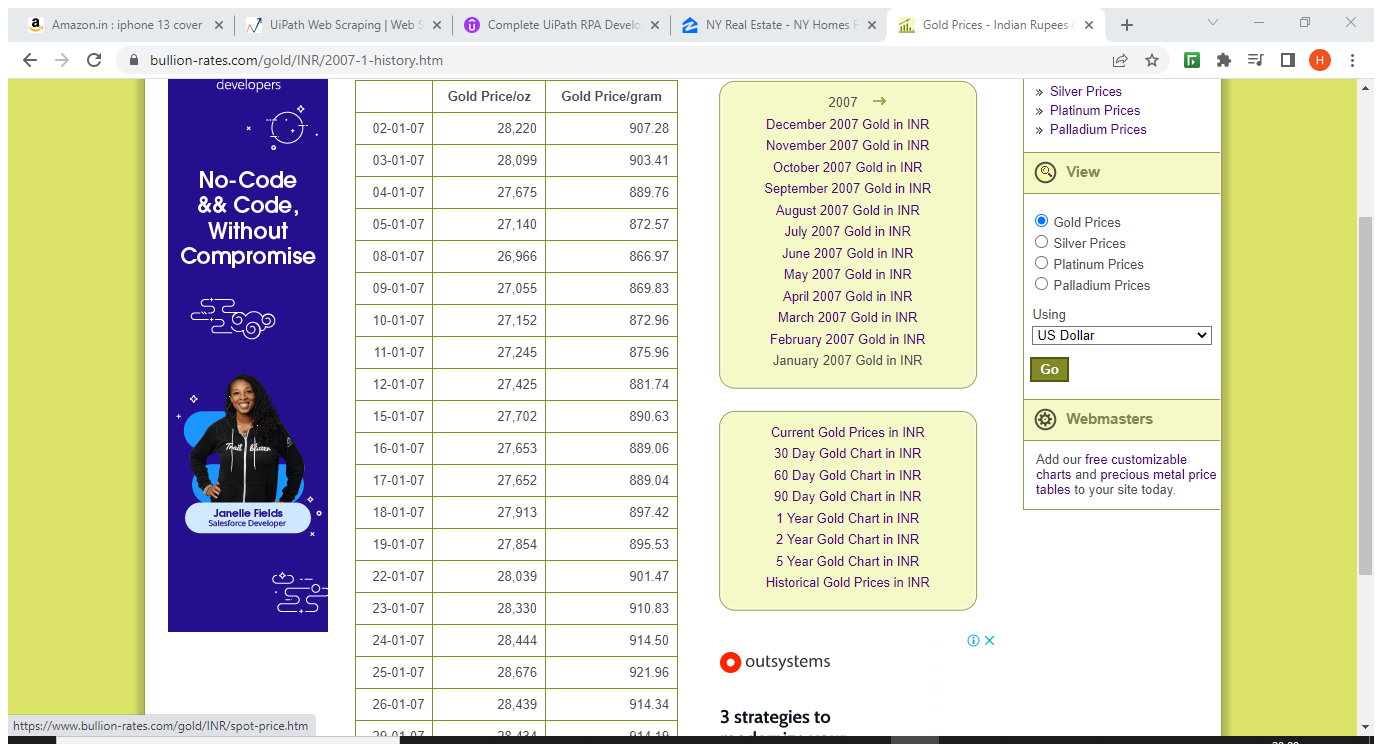 Amazon.in : iphone 13 cover
UiPath Web Scraping | Web S
Complete UiPath RPA Develo
NY Real Estate - NY Homes F
Gold Prices - Indian Rupees
bullion-rates.com/gold/INR/2007-1-history.htm
H
developers
No-Code
&& Code,
Without
Compromise
Trail
Janelle Fields
Salesforce Developer
Gold Price/oz Gold Price/gram
02-01-07 28,220 907.28
03-01-07 28,099 903.41
04-01-07 27,675 889.76
05-01-07 27,140 872.57
08-01-07 26,966 866.97
09-01-07 27,055 869.83
10-01-07 27,152 872.96
11-01-07 27,245 875.96
12-01-07 27,425 881.74
15-01-07 27,702 890.63
16-01-07 27,653 889.06
17-01-07 27,652 889.04
18-01-07 27,913 897.42
19-01-07 27,854 895.53
22-01-07 28,039 901.47
23-01-07 28,330 910.83
24-01-07 28,444 914.50
25-01-07 28,676 921.96
26-01-07 28,439 914.34
29-01-07 28,434 914.19
2007 →
December 2007 Gold in INR
November 2007 Gold in INR
October 2007 Gold in INR
September 2007 Gold in INR
August 2007 Gold in INR
July 2007 Gold in INR
June 2007 Gold in INR
May 2007 Gold in INR
April 2007 Gold in INR
March 2007 Gold in INR
February 2007 Gold in INR
January 2007 Gold in INR
Current Gold Prices in INR
30 Day Gold Chart in INR
60 Day Gold Chart in INR
90 Day Gold Chart in INR
1 Year Gold Chart in INR
2 Year Gold Chart in INR
5 Year Gold Chart in INR
Historical Gold Prices in INR
outsystems
3 strategies to
modernize your
» Silver Prices
» Platinum Prices
» Palladium Prices
View
Gold Prices
Silver Prices
Platinum Prices
Palladium Prices
Using
US Dollar
Go
Webmasters
Add our free customizable
charts and precious metal price
tables to your site today.
https://www.bullion-rates.com/gold/INR/spot-price.htm